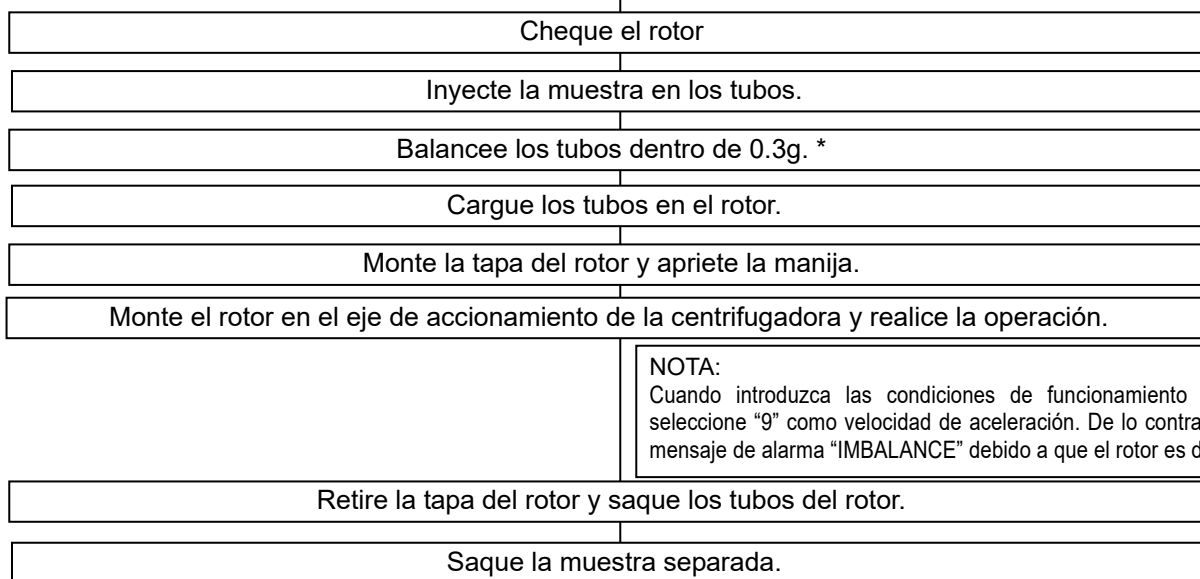 Cheque el rotor
Inyecte la muestra en los tubos.
Balancee los tubos dentro de 0.3g. *
Cargue los tubos en el rotor.
Monte la tapa del rotor y apriete la manija.
Monte el rotor en el eje de accionamiento de la centrifugadora y realice la operación.
NOTA:
Cuando introduzca las condiciones de funcionamiento
seleccione “9” como velocidad de aceleración. De lo
mensaje de alarma “IMBALANCE” debido a que el rotor es
Retire la tapa del rotor y saque los tubos del rotor.
Saque la muestra separada.